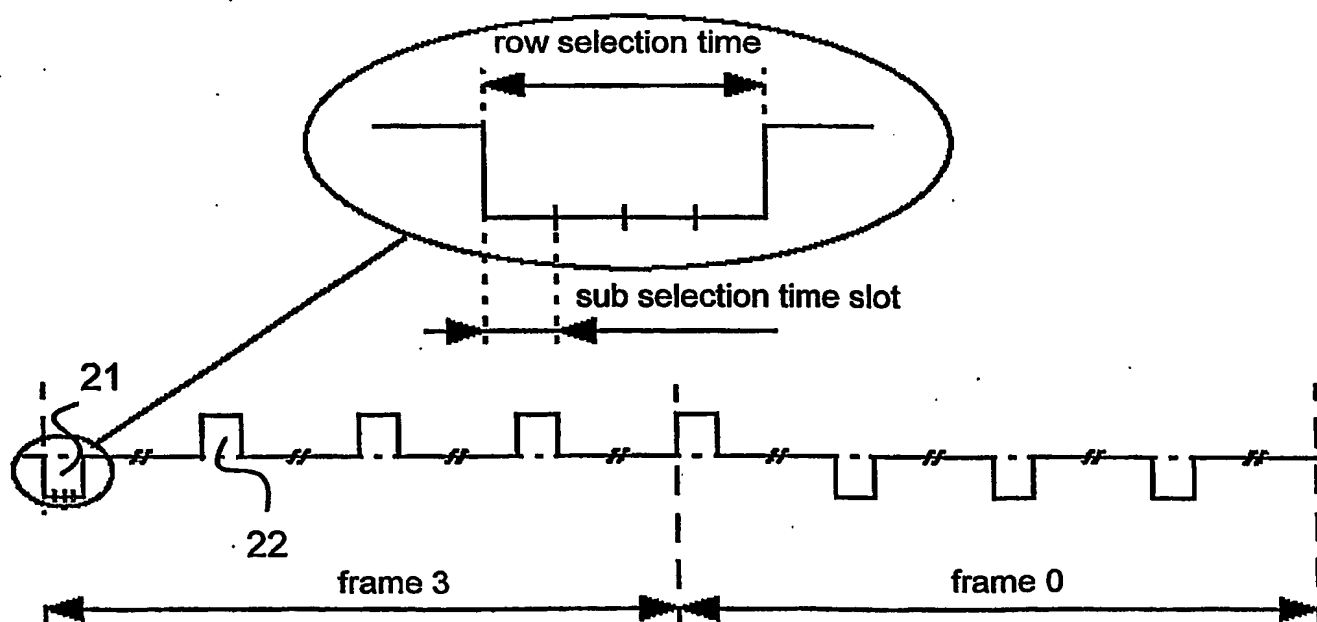 row selection time
sub selection time slot
21
22
frame 3
frame 0